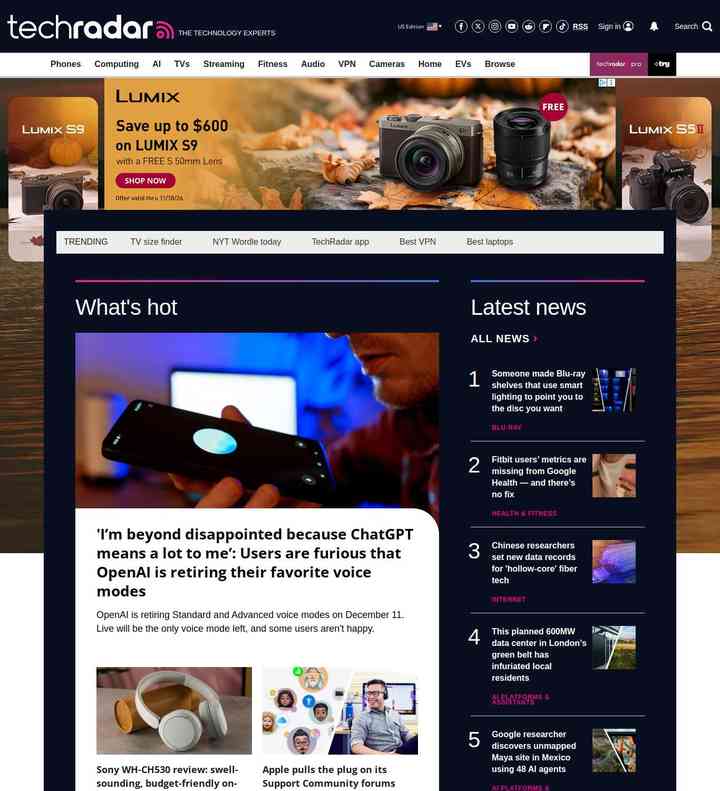 techradar
THE TECHNOLOGY EXPERTS
US Edition
RSS
Sign in
Search
Phones
Computing
AI
TVs
Streaming
Fitness
Audio
VPN
Cameras
Home
EVs
Browse
techradar pro
LUMIX S9
LUMIX
Save up to $600
on LUMIX S9
with a FREE S 50mm Lens
SHOP NOW
Offer valid thru 11/18/24
FREE
LUMIX S5II
TRENDING
TV size finder
NYT Wordle today
TechRadar app
Best VPN
Best laptops
What's hot
'I’m beyond disappointed because ChatGPT
means a lot to me’: Users are furious that
OpenAI is retiring their favorite voice
modes
OpenAI is retiring Standard and Advanced voice modes on December 11.
Live will be the only voice mode left, and some users aren't happy.
Sony WH-CH530 review: swell-
sounding, budget-friendly on-
Apple pulls the plug on its
Support Community forums
Latest news
ALL NEWS ›
1
Someone made Blu-ray
shelves that use smart
lighting to point you to
the disc you want
BLU-RAY
2
Fitbit users’ metrics are
missing from Google
Health — and there’s
no fix
HEALTH & FITNESS
3
Chinese researchers
set new data records
for 'hollow-core' fiber
tech
INTERNET
4
This planned 600MW
data center in London's
green belt has
infuriated local
residents
AI PLATFORMS &
ASSISTANTS
5
Google researcher
discovers unmapped
Maya site in Mexico
using 48 AI agents
AI PLATFORMS &